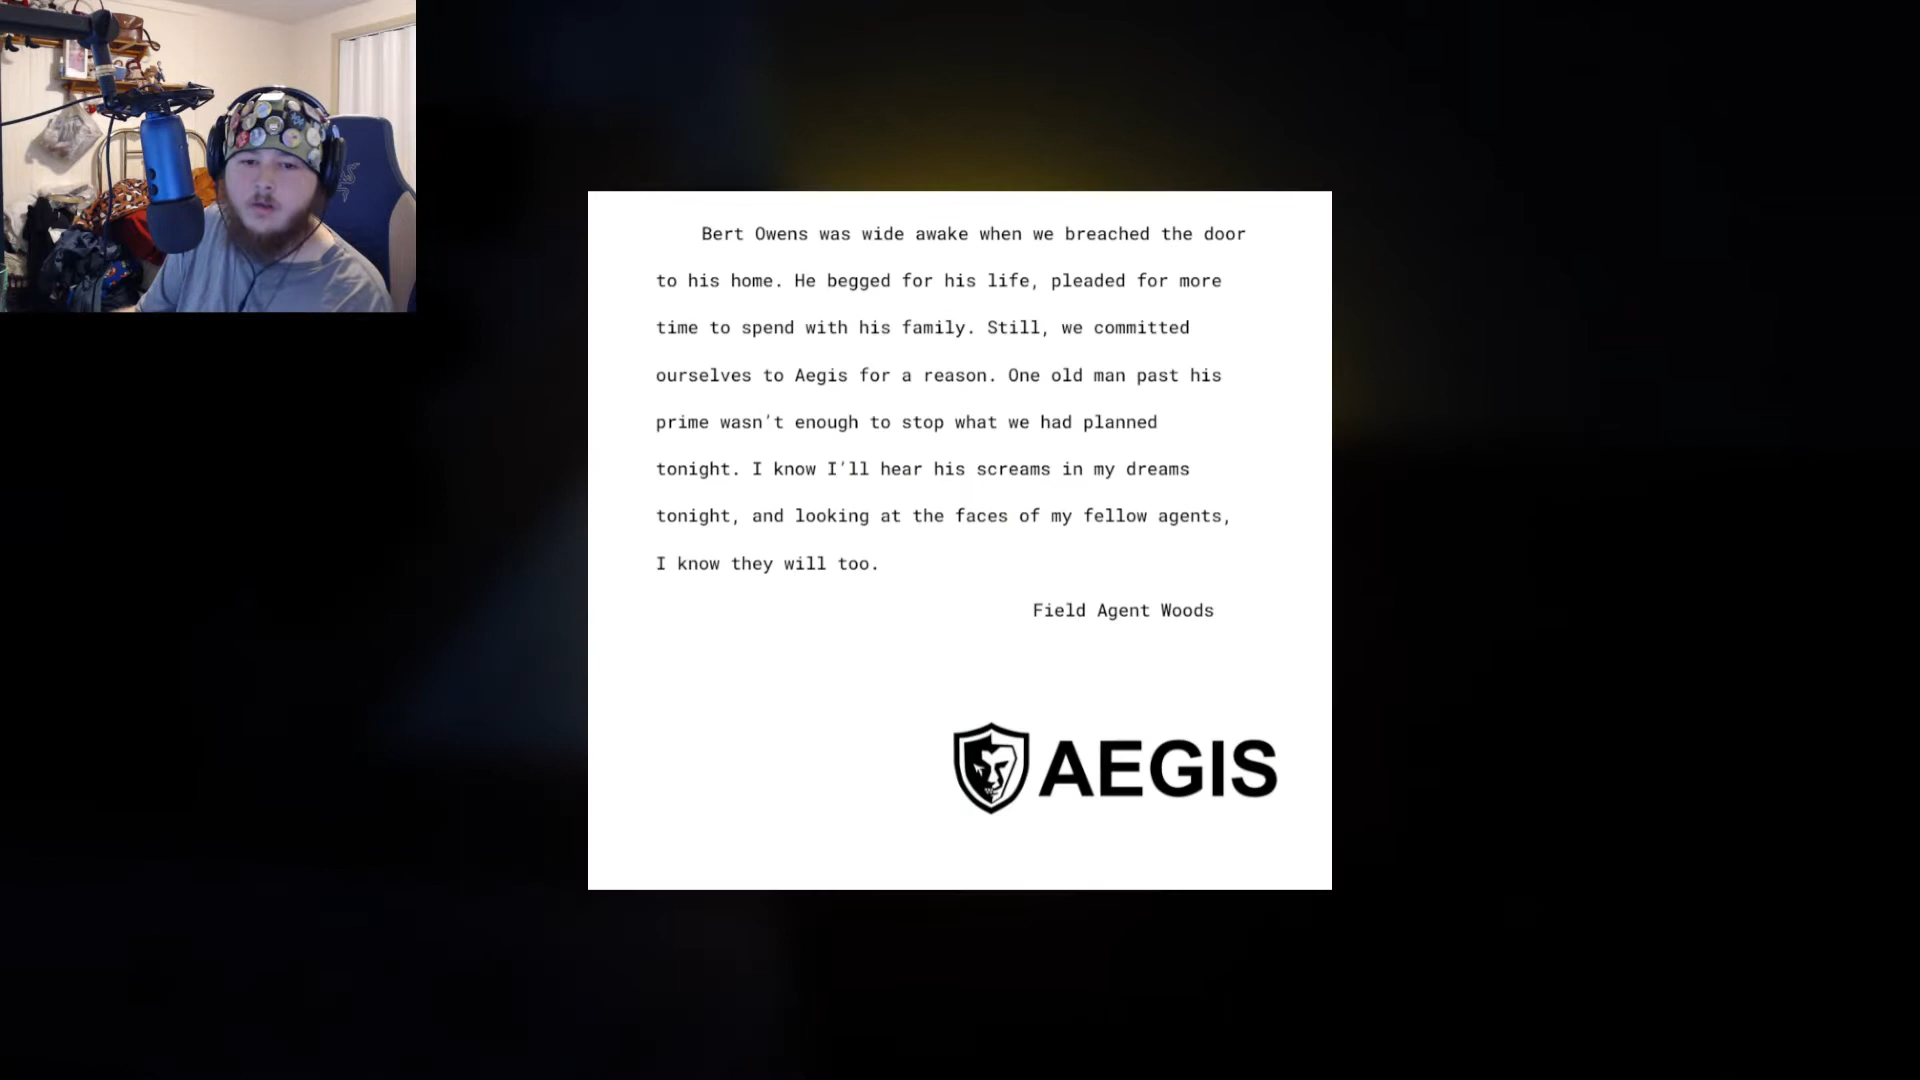 Bert Owens was wide awake when we breached the door
to his home. He begged for his life, pleaded for more
time to spend with his family. Still, we committed
ourselves to Aegis for a reason. One old man past his
prime wasn't enough to stop what we had planned
tonight. I know I'll hear his screams in my dreams
tonight, and looking at the faces of my fellow agents,
I know they will too.
Field Agent Woods
AEGIS